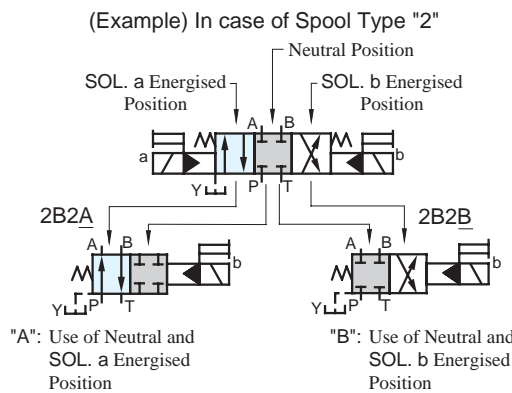 (Example) In case of Spool Type "2"
Neutral Position
SOL. a Energised
Position
SOL. b Energised
Position
A B
a
b
Y
P T
2B2A
2B2B
A B
b
Y
P T
A B
b
Y
P T
"A": Use of Neutral and
SOL. a Energised
Position
"B": Use of Neutral and
SOL. b Energised
Position